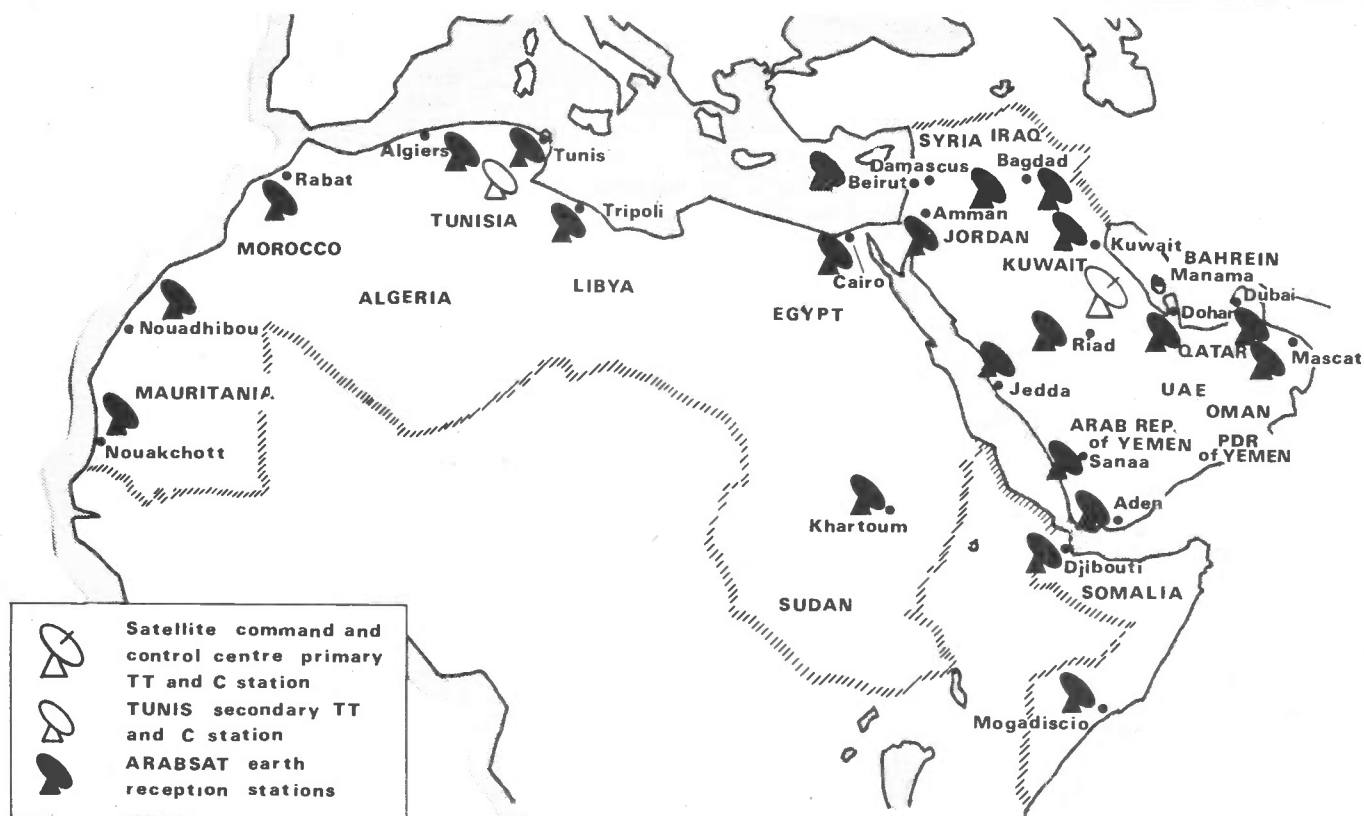 SYRIA IRAQ
Algiers
Tunis
Damascus
Bagdad
Rabat
Beirut
TUNISIA
Tripoli
Amman
MOROCCO
JORDAN
Kuwait
Cairo
KUWAIT
BAHREIN
Manama
ALGERIA
LIBYA
EGYPT
Dubai
Dohar
Nouadhibou
Riad
QATAR
Mascat
MAURITANIA
Jedda
UAE
OMAN
Nouakchott
ARAB REP.
of YEMEN
Sanaa
PDR
of YEMEN
Khartoum
Aden
Djibouti
SUDAN
SOMALIA
Mogadiscio
Satellite command and
control centre primary
TT and C station
TUNIS secondary TT
and C station
ARABSAT earth
reception stations